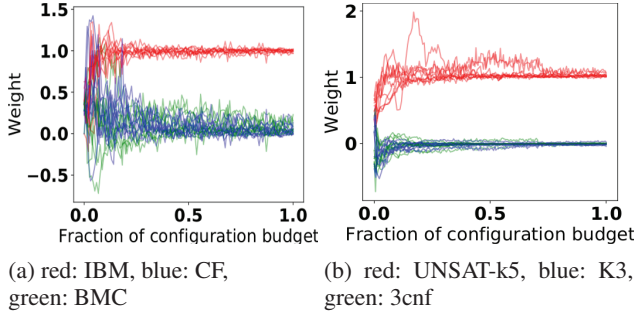 1.5
1.0
0.5
0.0
−0.5
Weight
0.0 0.5 1.0
Fraction of configuration budget
2
1
0
Weight
0.0 0.5 1.0
Fraction of configuration budget
(a) red: IBM, blue: CF,
green: BMC
(b) red: UNSAT-k5, blue: K3,
green: 3cnf